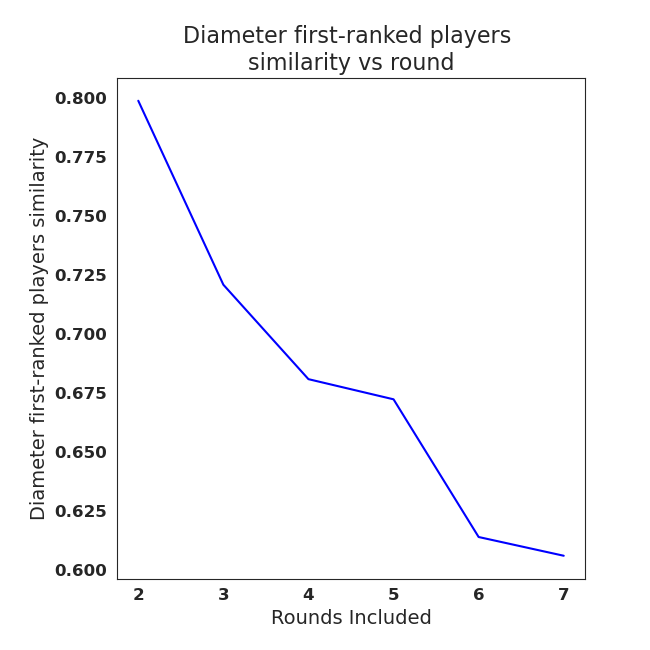 Diameter first-ranked players
similarity vs round
Diameter first-ranked players similarity
0.800
0.775
0.750
0.725
0.700
0.675
0.650
0.625
0.600
2 3 4 5 6 7
Rounds Included